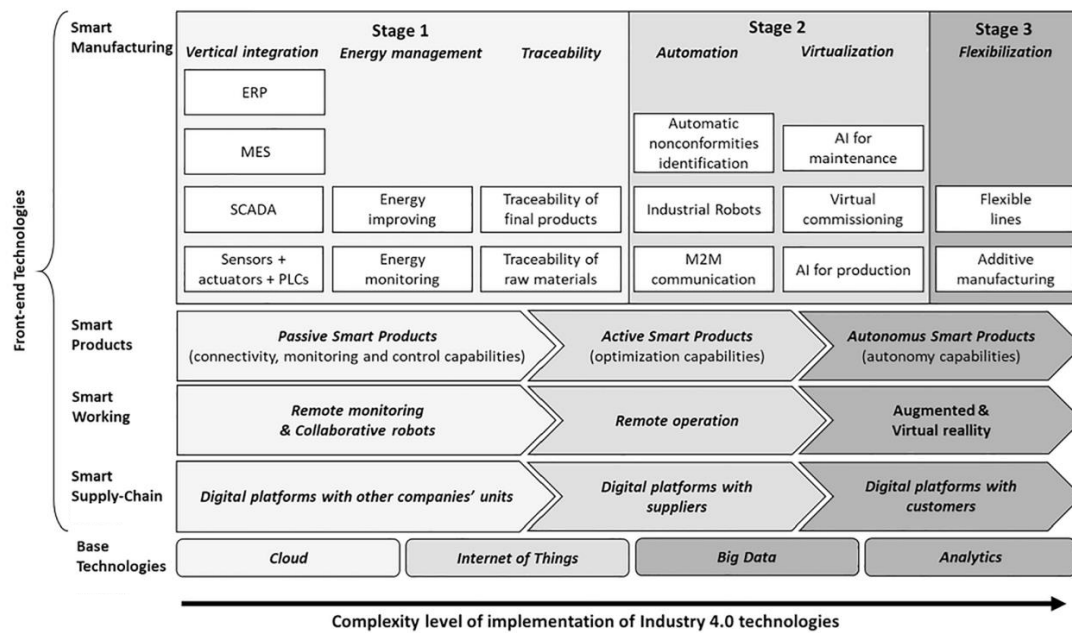 Smart
Manufacturing
Stage 1
Stage 2
Stage 3
Vertical integration
Energy management
Traceability
Automation
Virtualization
Flexibilization
ERP
MES
SCADA
Sensors +
actuators + PLCs
Energy
improving
Energy
monitoring
Traceability of
final products
Traceability of
raw materials
Automatic
nonconformities
identification
Industrial Robots
M2M
communication
AI for
maintenance
Virtual
commissioning
AI for production
Flexible
lines
Additive
manufacturing
Front-end Technologies
Smart
Products
Passive Smart Products
(connectivity, monitoring and control capabilities)
Active Smart Products
(optimization capabilities)
Autonomus Smart Products
(autonomy capabilities)
Smart
Working
Remote monitoring
& Collaborative robots
Remote operation
Augmented &
Virtual reallity
Smart
Supply-Chain
Digital platforms with other companies’ units
Digital platforms with
suppliers
Digital platforms with
customers
Base
Technologies
Cloud
Internet of Things
Big Data
Analytics
Complexity level of implementation of Industry 4.0 technologies